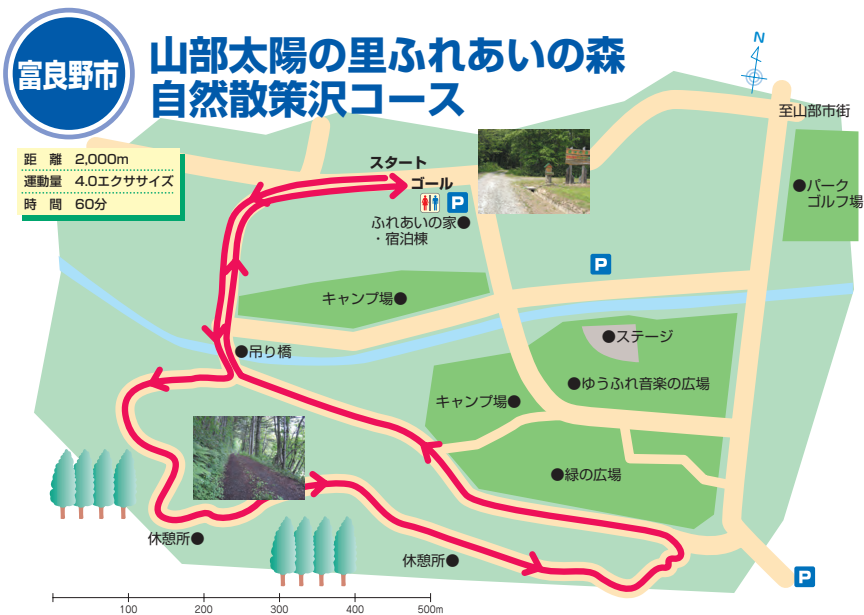 富良野市
山部太陽の里ふれあいの森
自然散策沢コース
距　離　2,000m
運動量　4.0エクササイズ
時　間　60分
N
至山部市街
スタート
ゴール
P
ふれあいの家●
・宿泊棟
●パーク
ゴルフ場
P
キャンプ場●
●ステージ
●吊り橋
●ゆうふれ音楽の広場
キャンプ場●
●緑の広場
休憩所●
休憩所●
P
100 200 300 400 500m